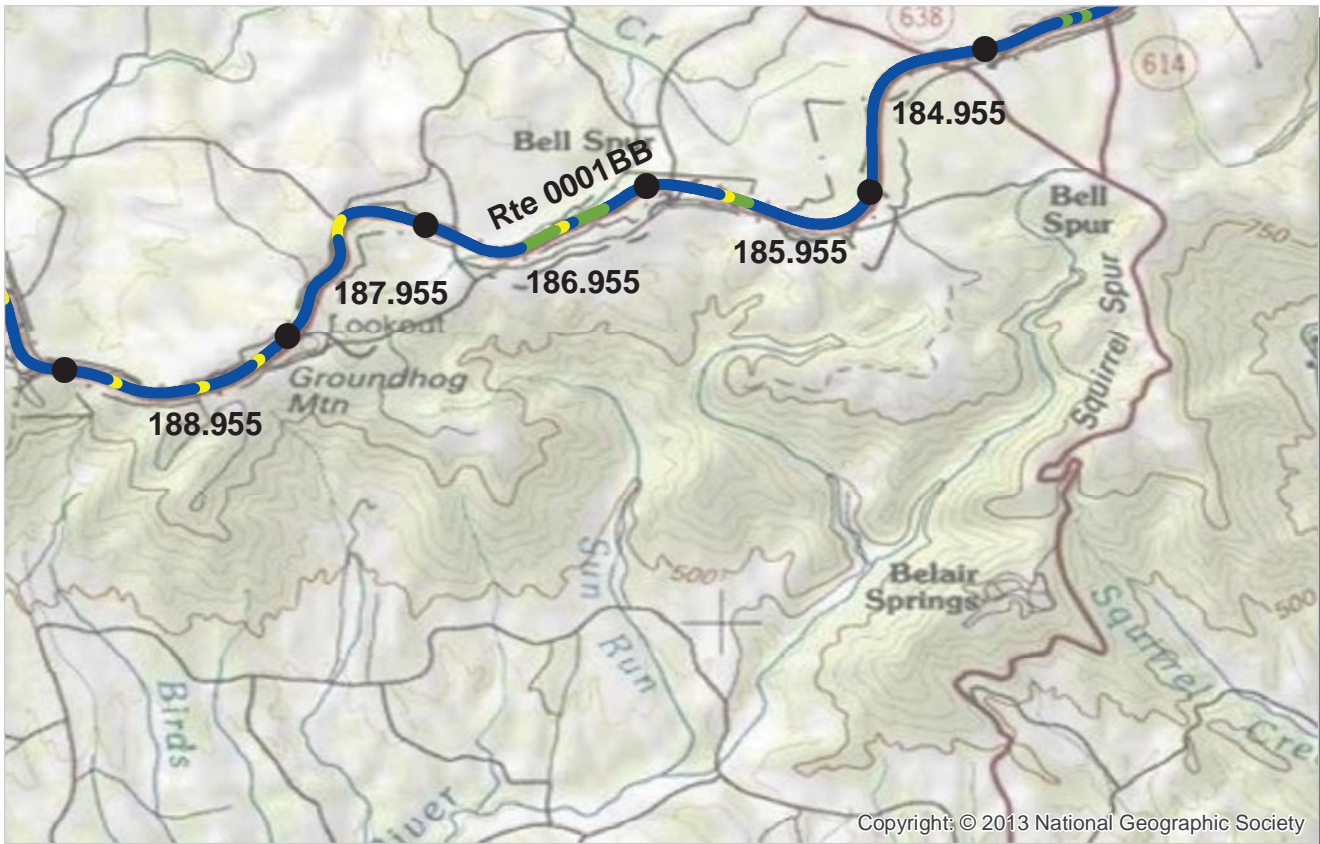 638
Cr
614
184.955
Bell Spur
Rte 0001BB
Bell
Spur
750
185.955
186.955
187.955
Lookout
Squirrel Spur
Groundhog
Mtn
188.955
Sun
Run
500
Belair
Springs
500
Squirrel
Birds
Copyright: © 2013 National Geographic Society